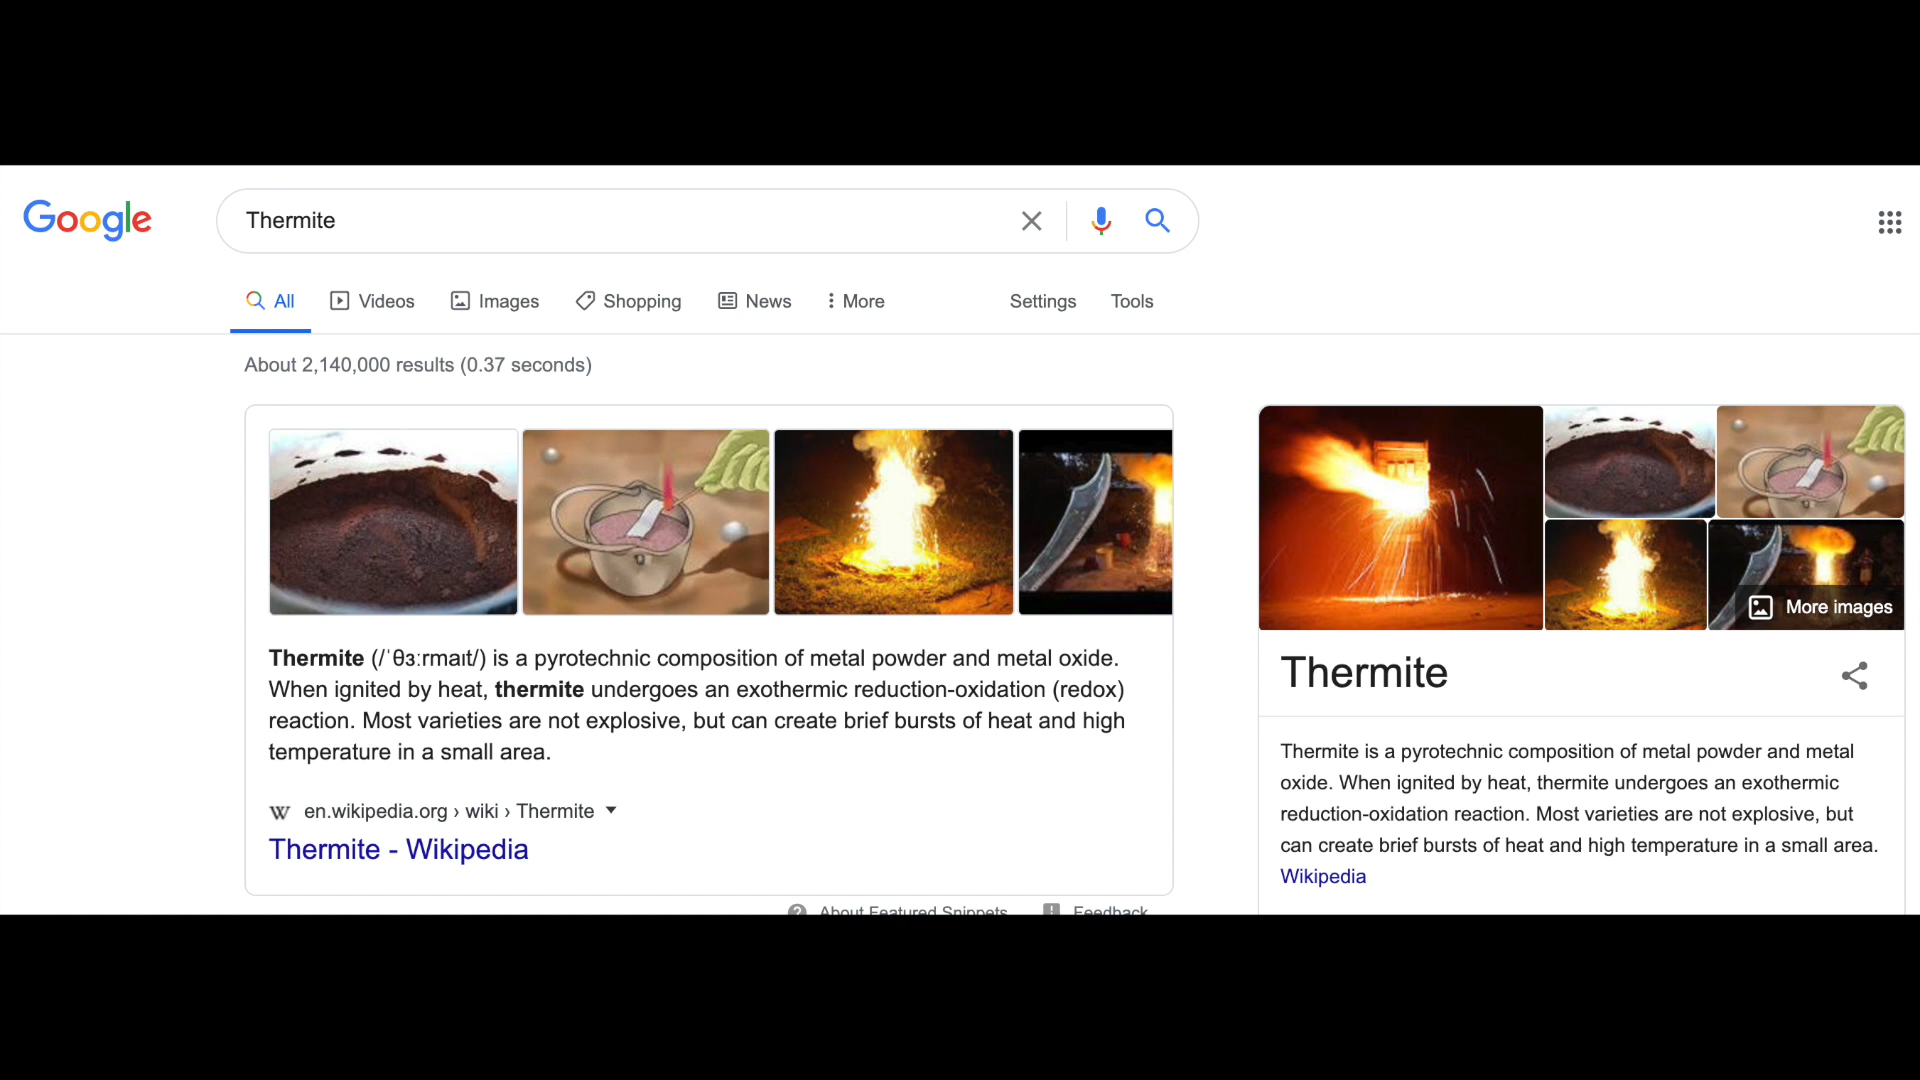 Google
Thermite
All
Videos
Images
Shopping
News
More
Settings
Tools
About 2,140,000 results (0.37 seconds)
Thermite (/ˈθɜːrmaɪt/) is a pyrotechnic composition of metal powder and metal oxide.
When ignited by heat, thermite undergoes an exothermic reduction-oxidation (redox)
reaction. Most varieties are not explosive, but can create brief bursts of heat and high
temperature in a small area.
W en.wikipedia.org › wiki › Thermite
Thermite - Wikipedia
About Featured Snippets
Feedback
More images
Thermite
Thermite is a pyrotechnic composition of metal powder and metal
oxide. When ignited by heat, thermite undergoes an exothermic
reduction-oxidation reaction. Most varieties are not explosive, but
can create brief bursts of heat and high temperature in a small area.
Wikipedia